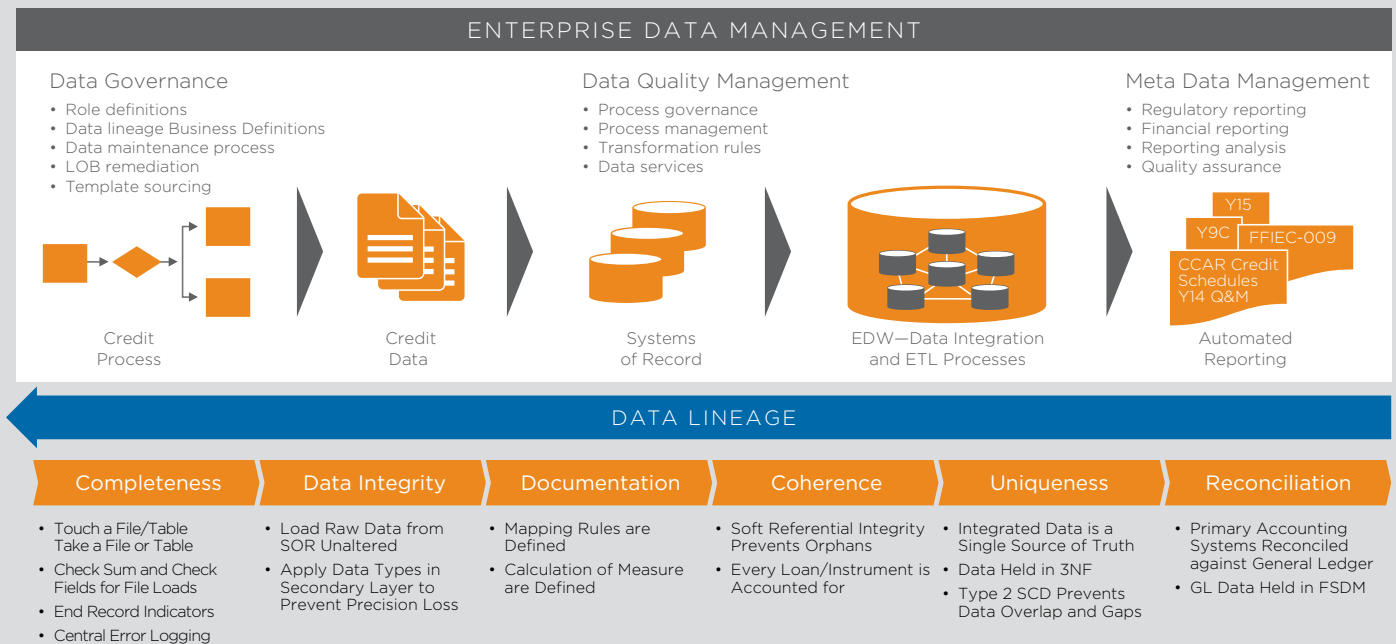 ENTERPRISE DATA MANAGEMENT
Data Governance
• Role definitions
• Data lineage Business Definitions
• Data maintenance process
• LOB remediation
• Template sourcing
Data Quality Management
• Process governance
• Process management
• Transformation rules
• Data services
Meta Data Management
• Regulatory reporting
• Financial reporting
• Reporting analysis
• Quality assurance
Y15
Y9C
FFIEC-009
CCAR Credit
Schedules
Y14 Q&M
Credit
Process
Credit
Data
Systems
of Record
EDW—Data Integration
and ETL Processes
Automated
Reporting
DATA LINEAGE
Completeness
• Touch a File/Table
Take a File or Table
• Check Sum and Check
Fields for File Loads
• End Record Indicators
• Central Error Logging
Data Integrity
• Load Raw Data from
SOR Unaltered
• Apply Data Types in
Secondary Layer to
Prevent Precision Loss
Documentation
• Mapping Rules are
Defined
• Calculation of Measure
are Defined
Coherence
• Soft Referential Integrity
Prevents Orphans
• Every Loan/Instrument is
Accounted for
Uniqueness
• Integrated Data is a
Single Source of Truth
• Data Held in 3NF
• Type 2 SCD Prevents
Data Overlap and Gaps
Reconciliation
• Primary Accounting
Systems Reconciled
against General Ledger
• GL Data Held in FSDM